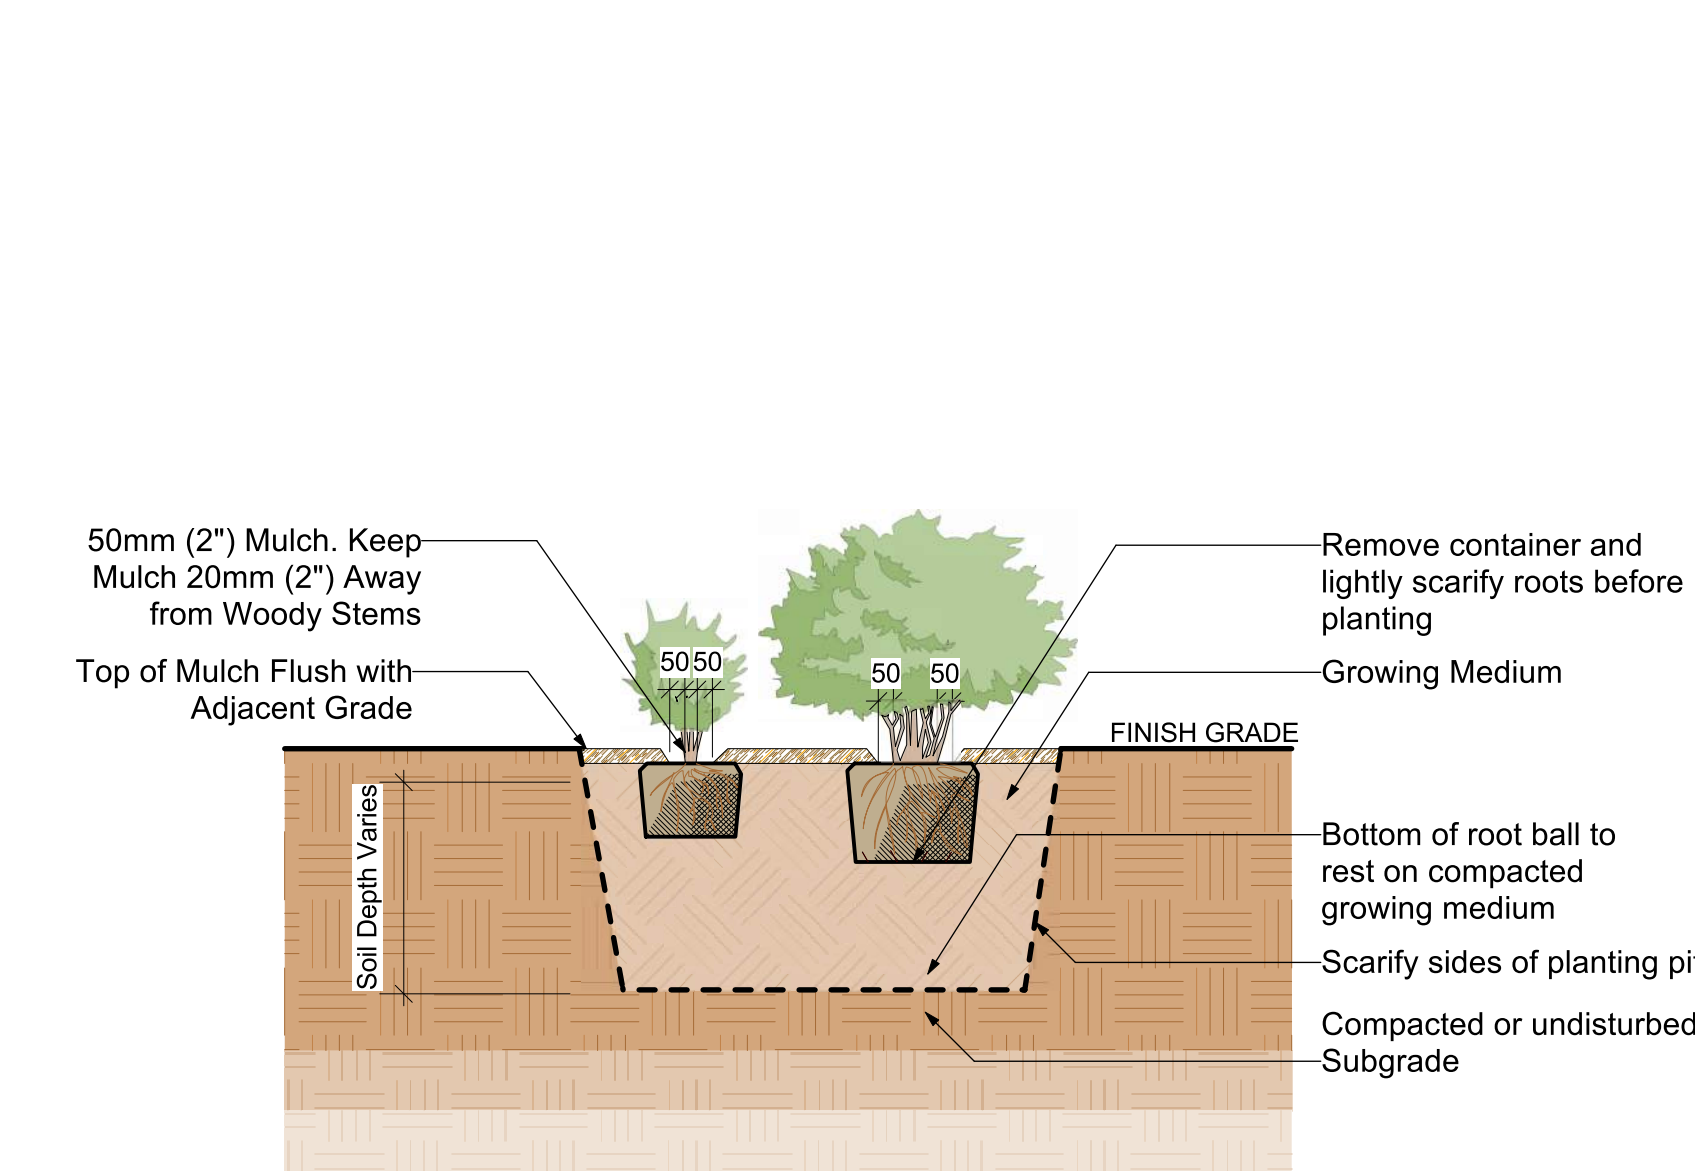 50mm (2") Mulch. Keep
Mulch 20mm (2") Away
from Woody Stems
Top of Mulch Flush with
Adjacent Grade
50 50
50 50
Remove container and
lightly scarify roots before
planting
Growing Medium
FINISH GRADE
Soil Depth Varies
Bottom of root ball to
rest on compacted
growing medium
Scarify sides of planting pit
Compacted or undisturbed
Subgrade